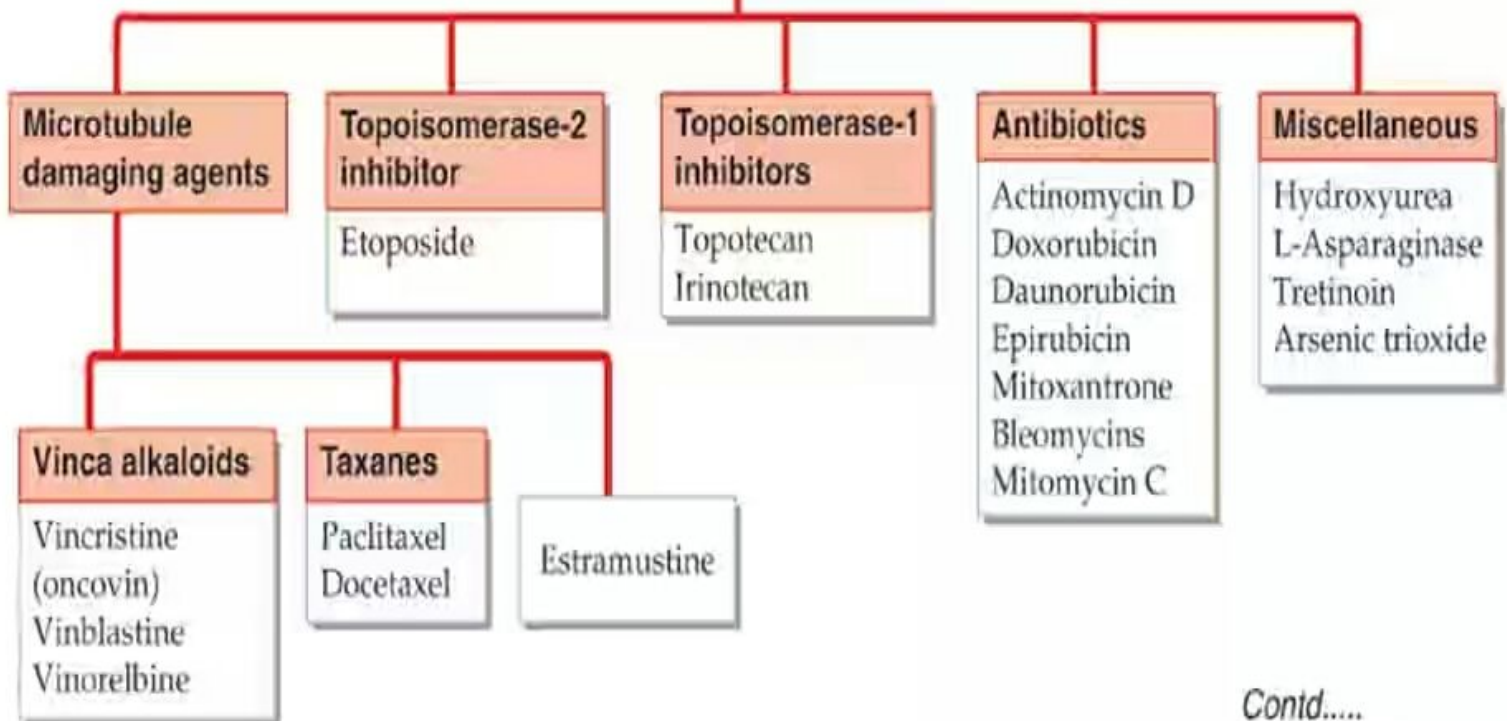 Microtubule
damaging agents
Topoisomerase-2
inhibitor
Etoposide
Topoisomerase-1
inhibitors
Topotecan
Irinotecan
Antibiotics
Actinomycin D
Doxorubicin
Daunorubicin
Epirubicin
Mitoxantrone
Bleomycins
Mitomycin C
Miscellaneous
Hydroxyurea
L-Asparaginase
Tretinoin
Arsenic trioxide
Vinca alkaloids
Vincristine
(oncovin)
Vinblastine
Vinorelbine
Taxanes
Paclitaxel
Docetaxel
Estramustine
Contd.....